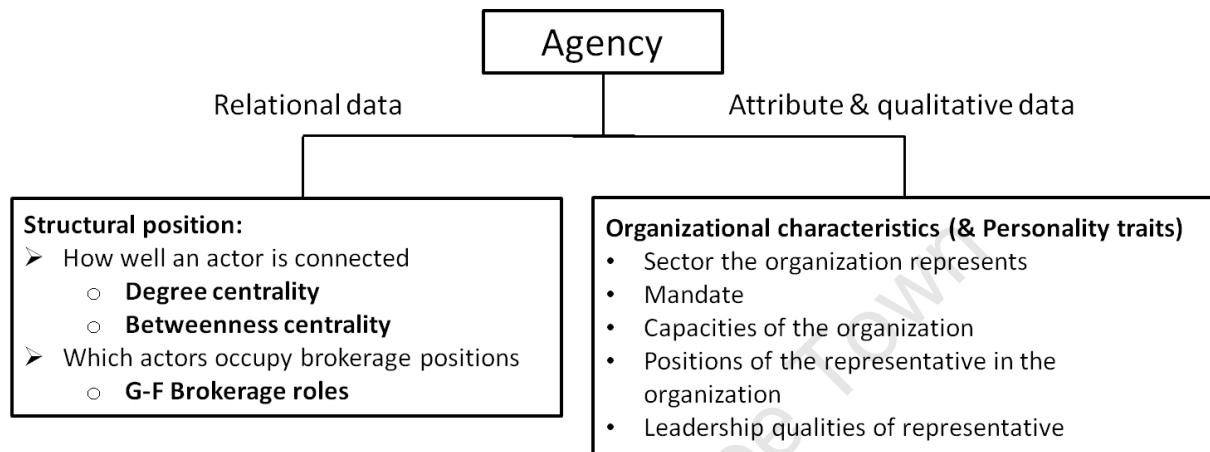 Agency
Relational data
Attribute & qualitative data
Structural position:
➢ How well an actor is connected
o Degree centrality
o Betweenness centrality
➢ Which actors occupy brokerage positions
o G-F Brokerage roles
Organizational characteristics (& Personality traits)
• Sector the organization represents
• Mandate
• Capacities of the organization
• Positions of the representative in the
organization
• Leadership qualities of representative
Town